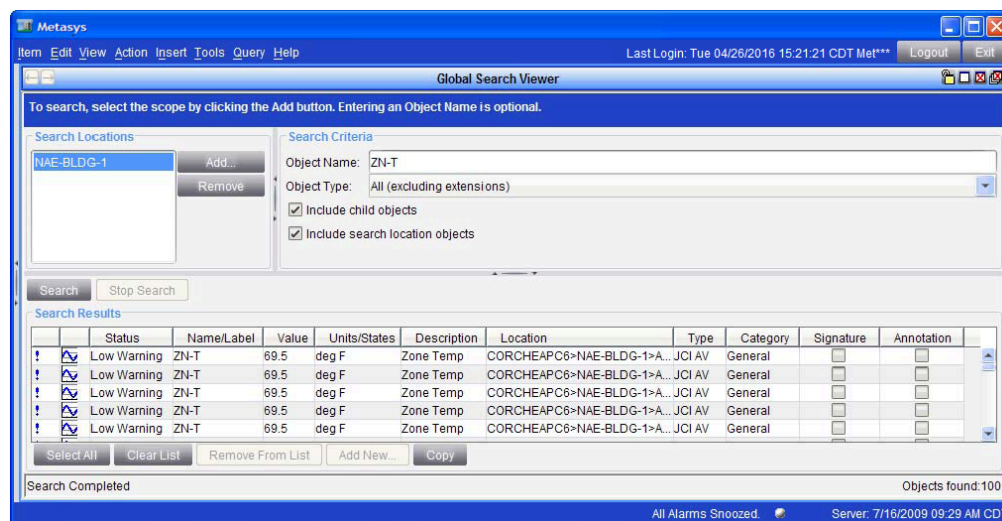 Metasys
Item Edit View Action Insert Tools Query Help Last Login: Tue 04/26/2016 15:21:21 CDT Met*** Logout Exit
Global Search Viewer
To search, select the scope by clicking the Add button. Entering an Object Name is optional.
Search Locations
NAE-BLDG-1
Add...
Remove
Search Criteria
Object Name: ZN-T
Object Type: All (excluding extensions)
Include child objects
Include search location objects
Search Stop Search
Search Results
Status Name/Label Value Units/States Description Location Type Category Signature Annotation
! Low Warning ZN-T 69.5 deg F Zone Temp CORCHEAPC6>NAE-BLDG-1>A... JCI AV General
! Low Warning ZN-T 69.5 deg F Zone Temp CORCHEAPC6>NAE-BLDG-1>A... JCI AV General
! Low Warning ZN-T 69.5 deg F Zone Temp CORCHEAPC6>NAE-BLDG-1>A... JCI AV General
! Low Warning ZN-T 69.5 deg F Zone Temp CORCHEAPC6>NAE-BLDG-1>A... JCI AV General
! Low Warning ZN-T 69.5 deg F Zone Temp CORCHEAPC6>NAE-BLDG-1>A... JCI AV General
Select All Clear List Remove From List Add New... Copy
Search Completed Objects found:100
All Alarms Snoozed. Server: 7/16/2009 09:29 AM CD